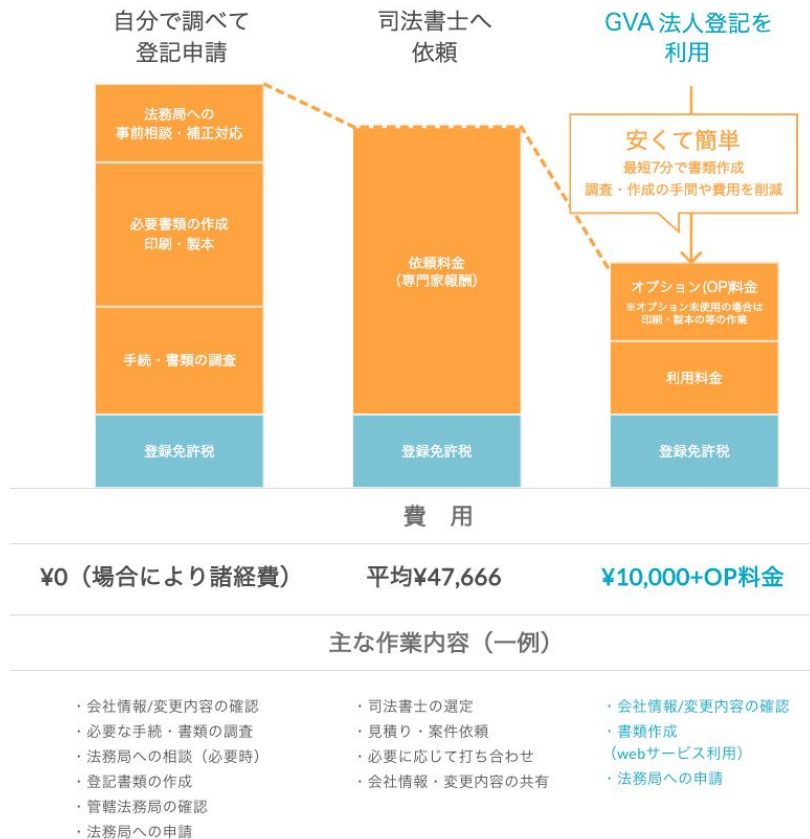 自分で調べて
登記申請
司法書士へ
依頼
GVA 法人登記を
利用
法務局への
事前相談・補正対応
必要書類の作成
印刷・製本
手続・書類の調査
登録免許税
依頼料金
（専門家報酬）
登録免許税
安くて簡単
最短7分で書類作成
調査・作成の手間や費用を削減
オプション(OP)料金
※オプション未使用の場合は
印刷・製本の等の作業
利用料金
登録免許税
費　用
¥0（場合により諸経費）
平均¥47,666
¥10,000+OP料金
主な作業内容（一例）
・会社情報/変更内容の確認
・必要な手続・書類の調査
・法務局への相談（必要時）
・登記書類の作成
・管轄法務局の確認
・法務局への申請
・司法書士の選定
・見積り・案件依頼
・必要に応じて打ち合わせ
・会社情報・変更内容の共有
・会社情報/変更内容の確認
・書類作成
（webサービス利用）
・法務局への申請